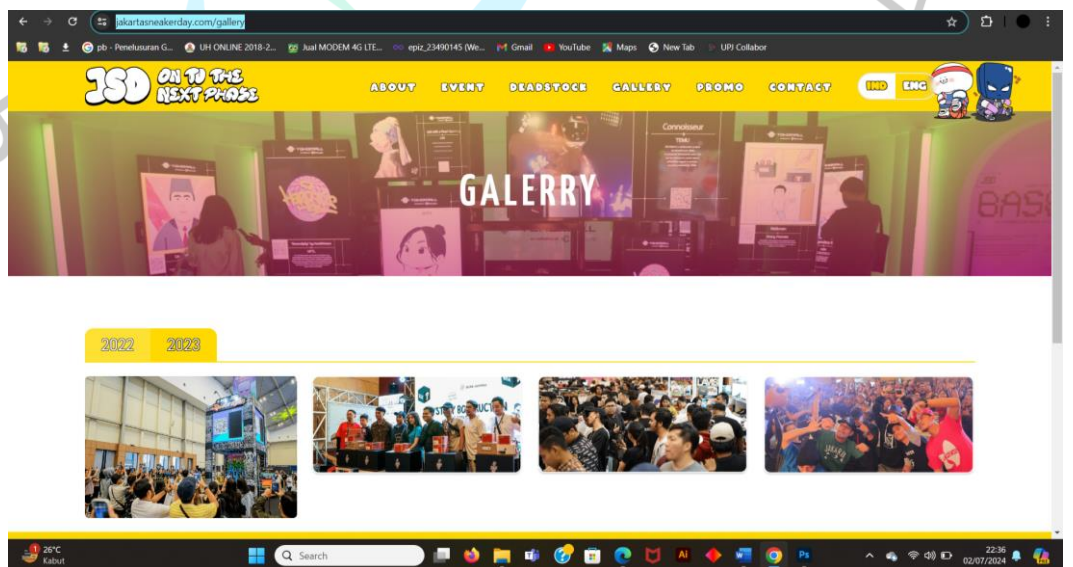 jakartasneakerday.com/gallery
pb - Penelusuran G...
UH ONLINE 2018-2...
Jual MODEM 4G LTE...
epiz_23490145 (We...
Gmail
YouTube
Maps
New Tab
UPJ Collabor
JSD ON TO THE
NEXT PHASE
ABOUT
EVENT
DEADSTOCK
GALLERY
PROMO
CONTACT
IND
ENG
Connoisseur
GALERRY
BASE
2022
2023
26°C
Kabut
Search
22:36
02/07/2024